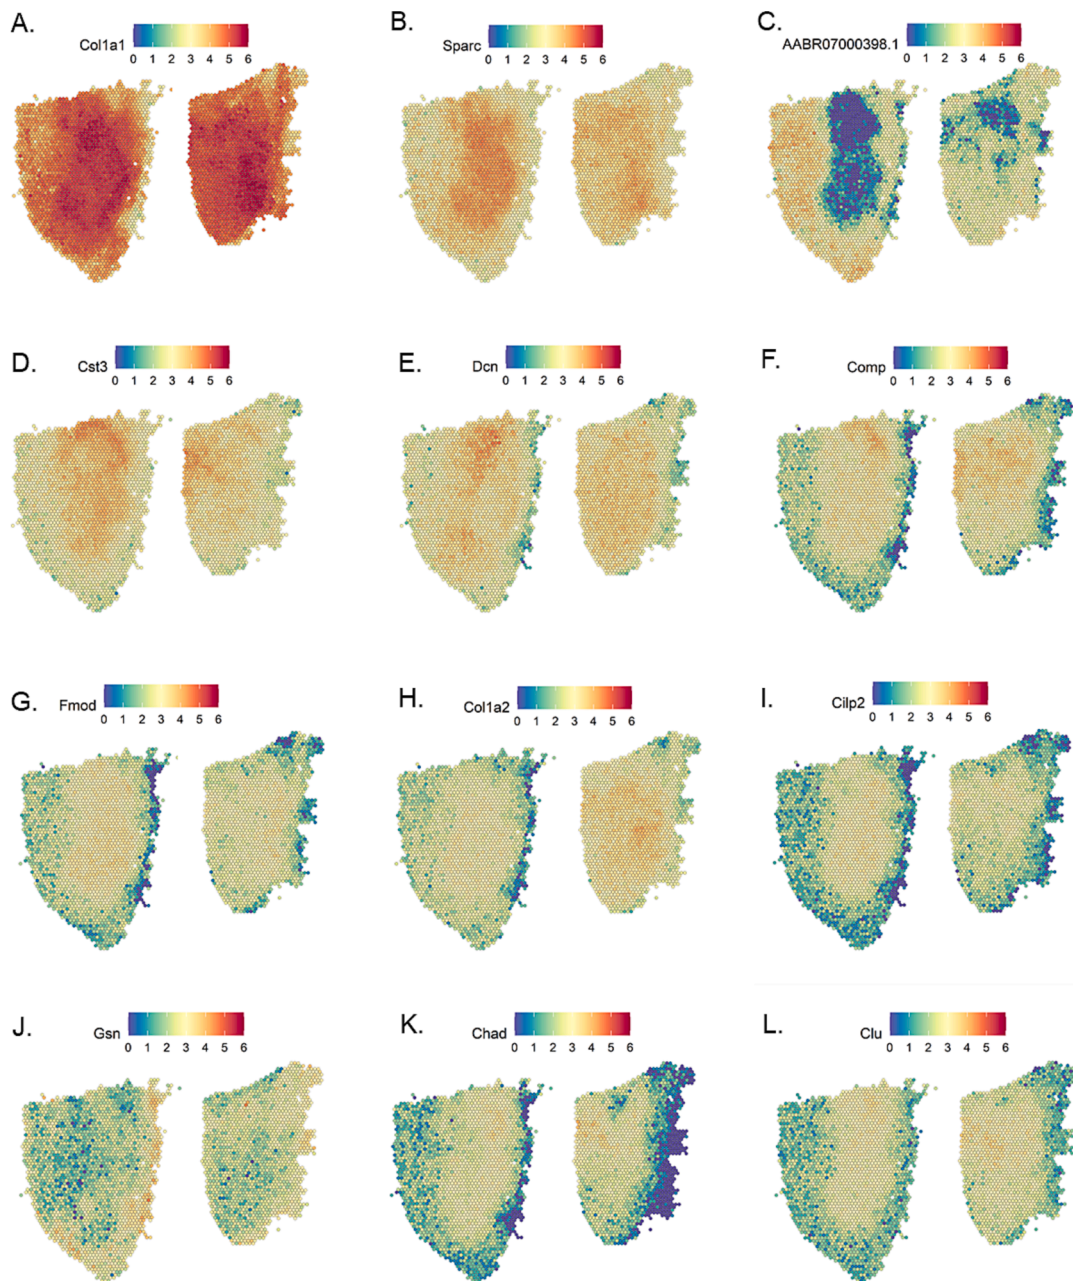 A. B. C.
Col1a1 Sparc AABR07000398.1
0 1 2 3 4 5 6 0 1 2 3 4 5 6 0 1 2 3 4 5 6
D. E. F.
Cst3 Dcn Comp
0 1 2 3 4 5 6 0 1 2 3 4 5 6 0 1 2 3 4 5 6
G. H. I.
Fmod Col1a2 Cilp2
0 1 2 3 4 5 6 0 1 2 3 4 5 6 0 1 2 3 4 5 6
J. K. L.
Gsn Chad Clu
0 1 2 3 4 5 6 0 1 2 3 4 5 6 0 1 2 3 4 5 6